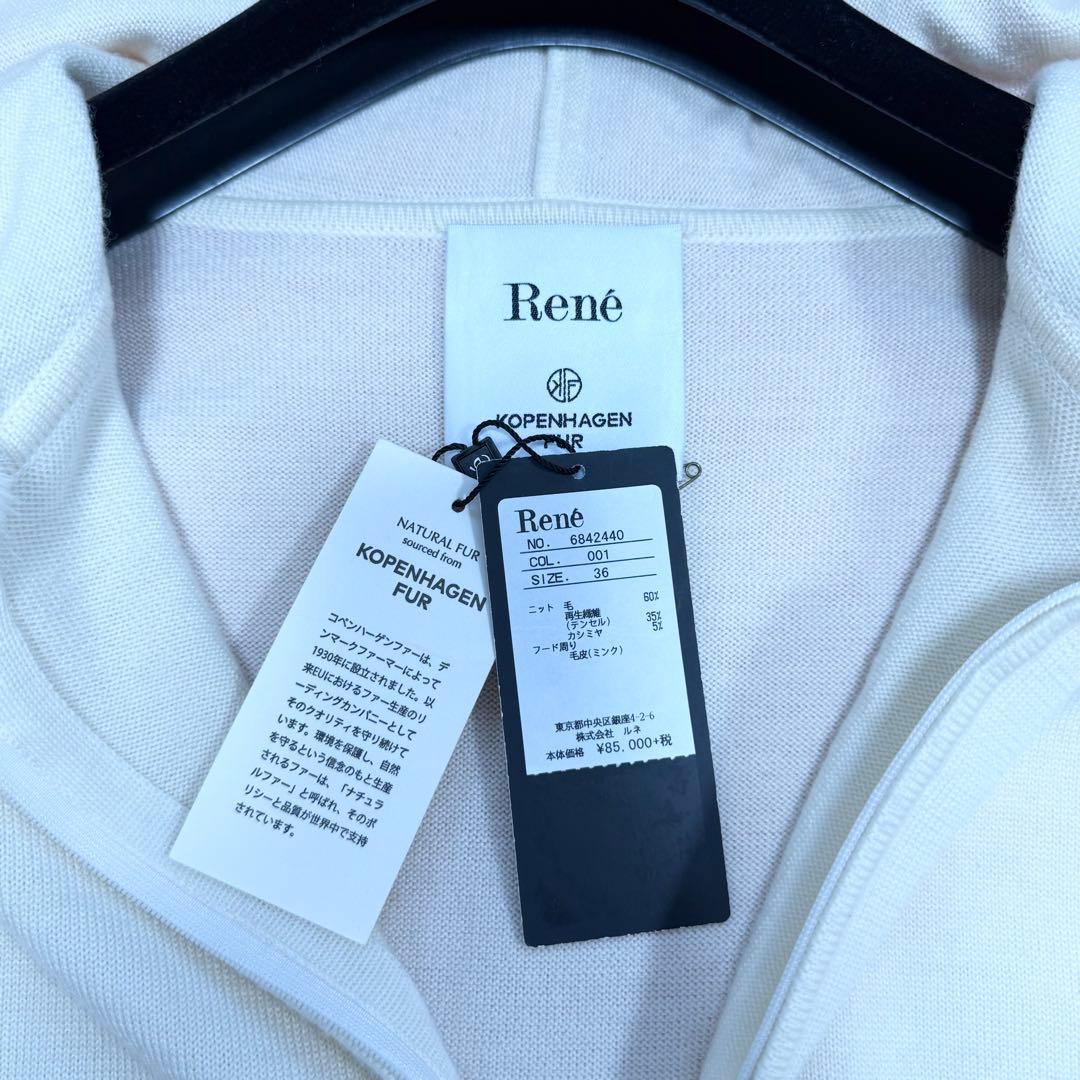 René
KF
KOPENHAGEN
FUR
NATURAL FUR
sourced from
KOPENHAGEN
FUR
コペンハーゲンファーは、デ
ンマークファーマーによって
1930年に設立されました。以
来EUにおけるファー生産のリ
ーディングカンパニーとして
そのクオリティを守り続けて
います。環境を保護し、自然
を守るという信念のもと生産
されるファーは、「ナチュラ
ルファー」と呼ばれ、そのポ
リシーと品質が世界中で支持
されています。
René
NO. 6842440
COL. 001
SIZE. 36
ニット 毛 60%
再生繊維
(テンセル) 35%
カシミヤ 5%
フード周り
毛皮(ミンク)
東京都中央区銀座4-2-6
株式会社 ルネ
本体価格 ¥85,000+税